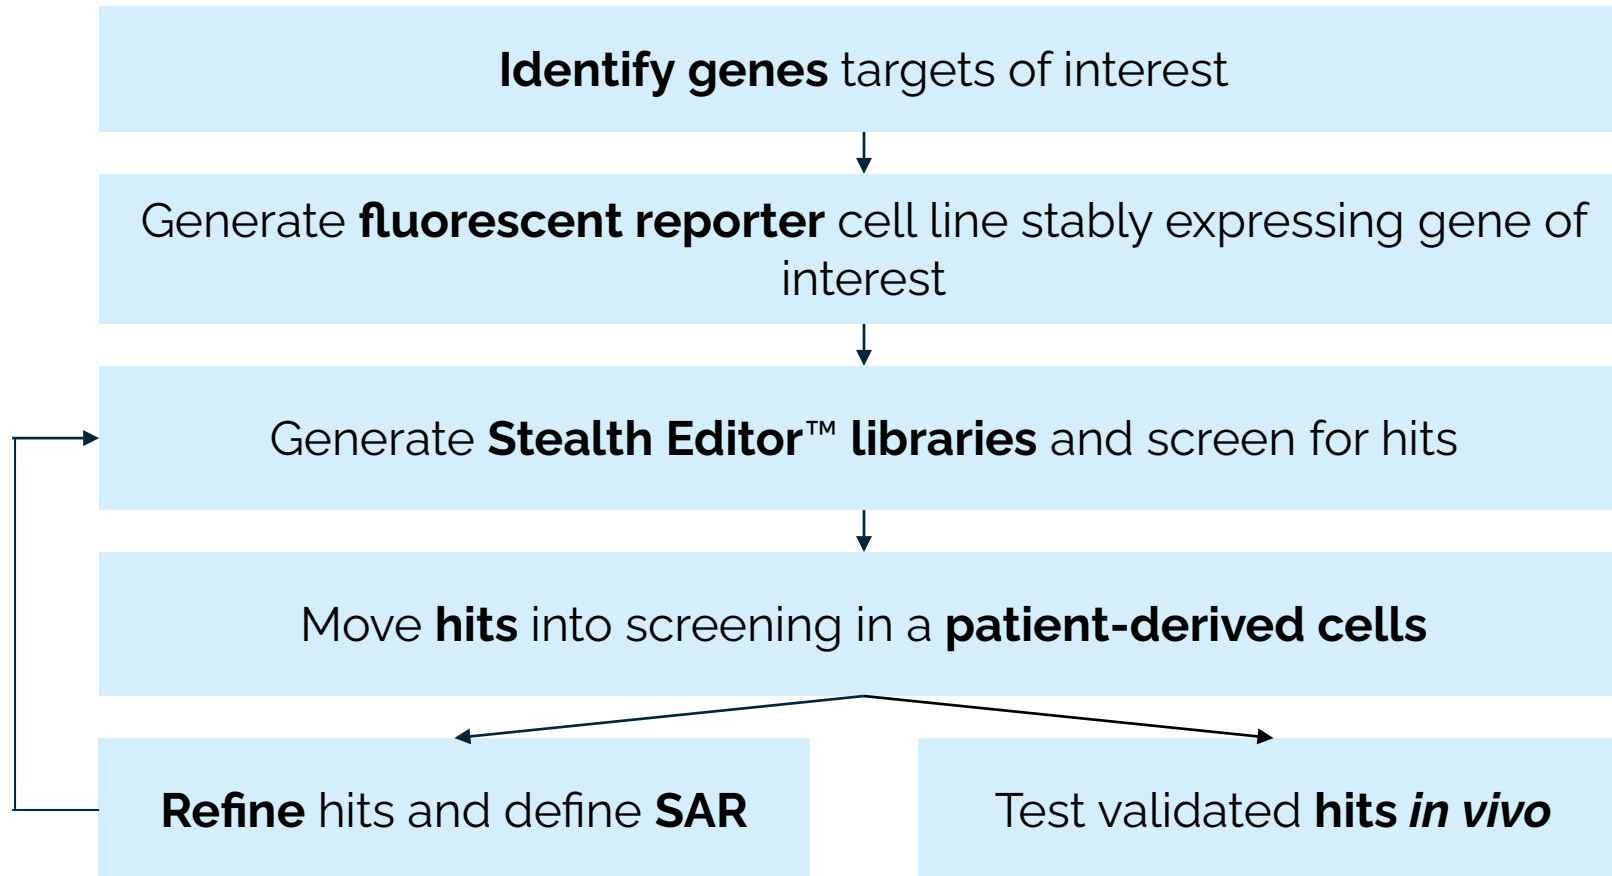 Identify genes targets of interest
Generate fluorescent reporter cell line stably expressing gene of
interest
Generate Stealth Editor™ libraries and screen for hits
Move hits into screening in a patient-derived cells
Refine hits and define SAR
Test validated hits in vivo